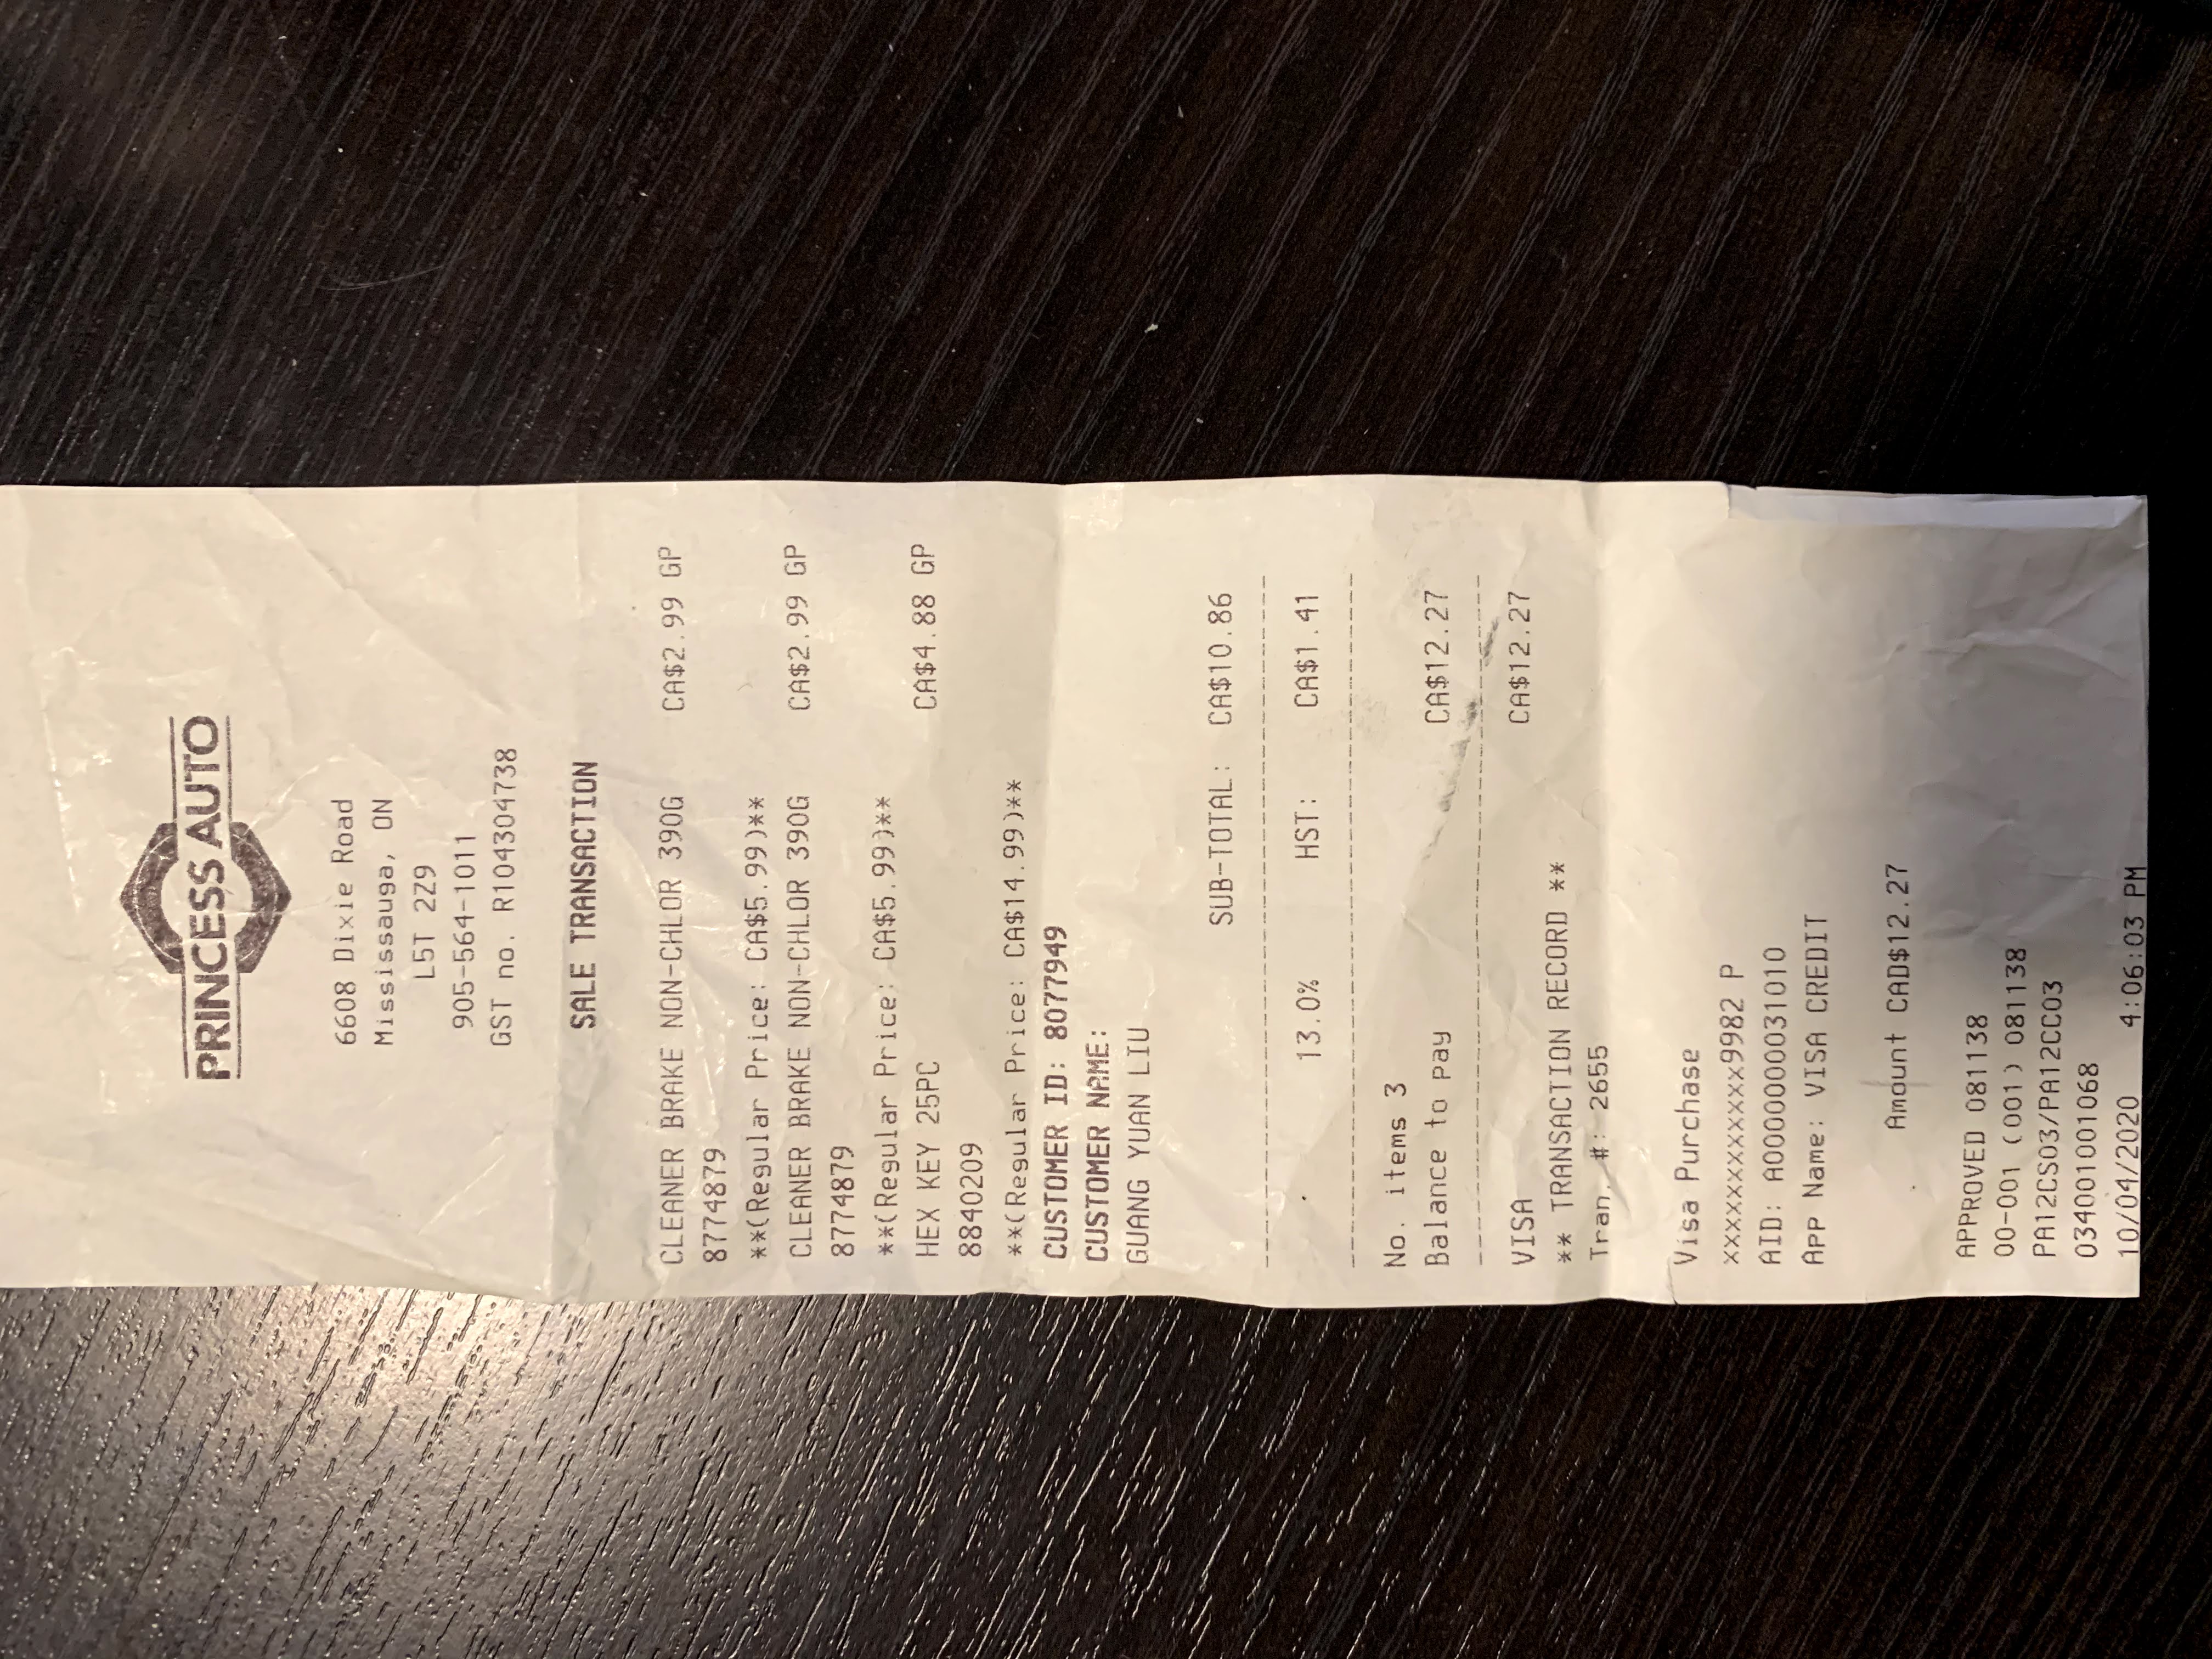 PRINCESS AUTO
6608 Dixie Road
Mississauga, ON
L5T 2Z9
905-564-1011
GST no. R104304738
SALE TRANSACTION
CLEANER BRAKE NON-CHLOR 390G CA$2.99 GP
8774879
**(Regular Price: CA$5.99)**
CLEANER BRAKE NON-CHLOR 390G CA$2.99 GP
8774879
**(Regular Price: CA$5.99)**
HEX KEY 25PC CA$4.88 GP
8840209
**(Regular Price: CA$14.99)**
CUSTOMER ID: 8077949
CUSTOMER NAME:
GUANG YUAN LIU
SUB-TOTAL: CA$10.86
13.0% HST: CA$1.41
No. items 3
Balance to pay CA$12.27
VISA CA$12.27
** TRANSACTION RECORD **
Tran. #: 2655
Visa Purchase
xxxxxxxxxxxx9982 P
AID: A0000000031010
App Name: VISA CREDIT
Amount CAD$12.27
APPROVED 081138
00-001 (001) 081138
PA12CS03/PA12CC03
034001001068
10/04/2020 4:06:03 PM